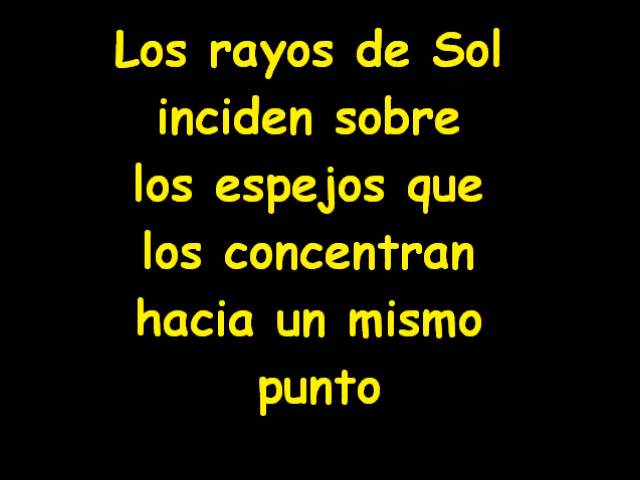 Los rayos de Sol
inciden sobre
los espejos que
los concentran
hacia un mismo
punto